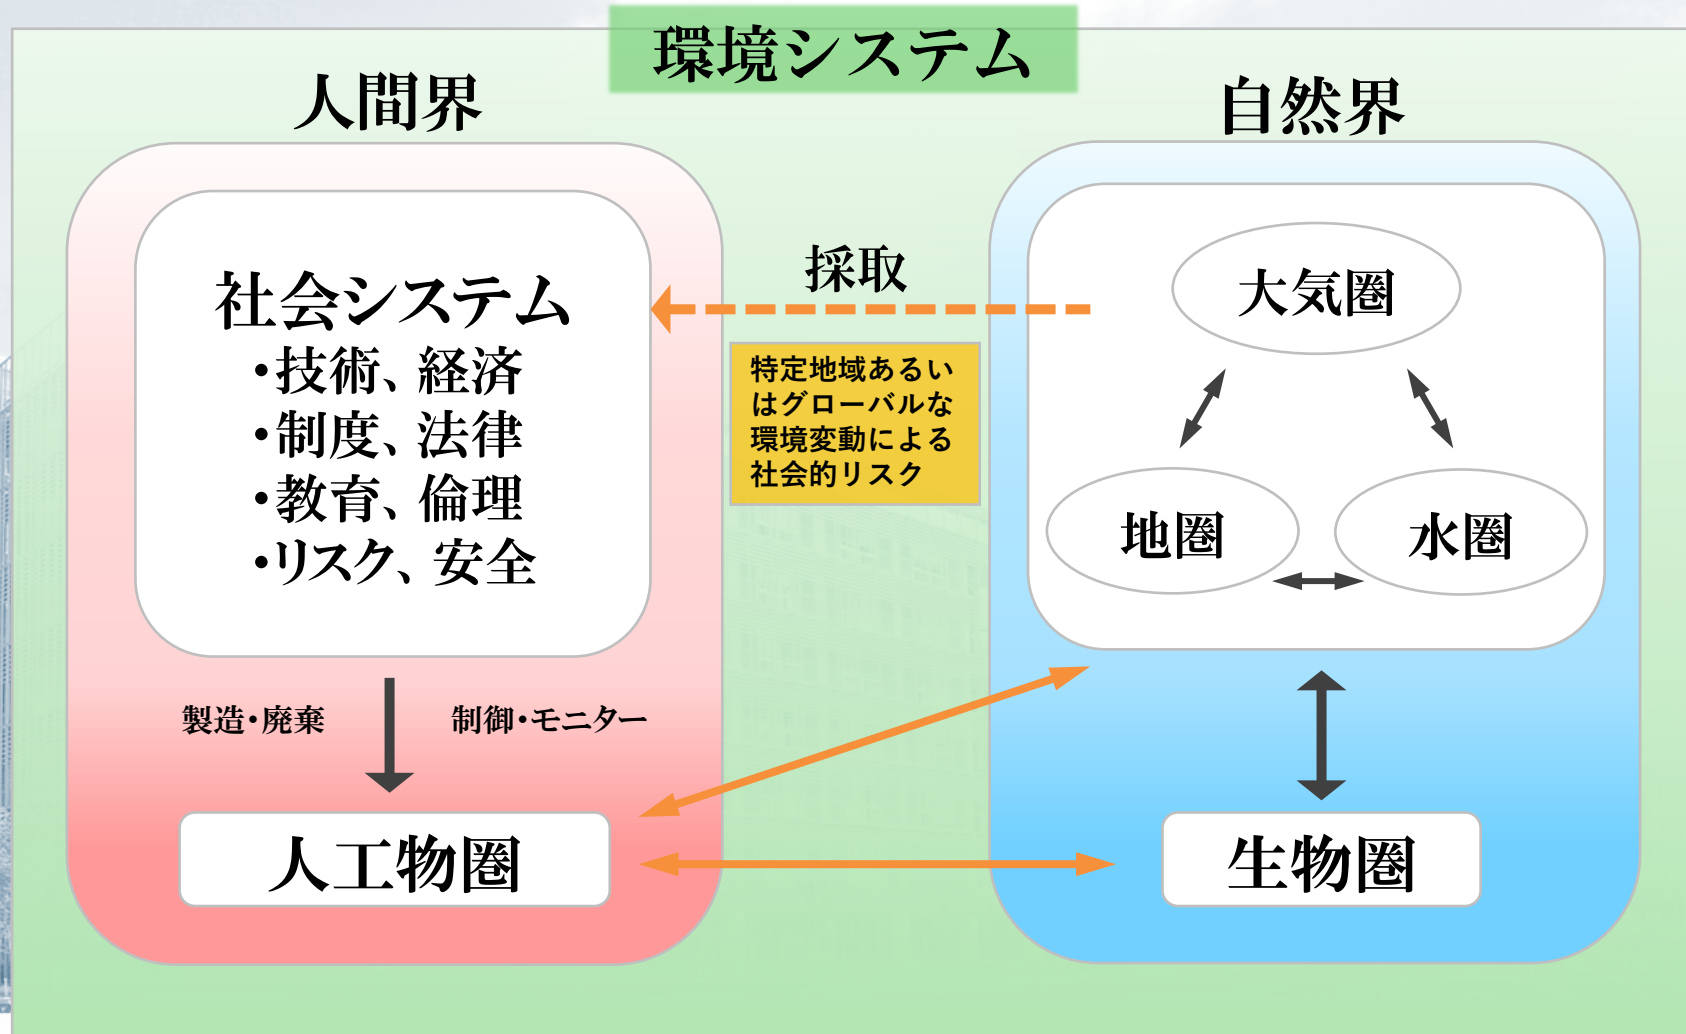 環境システム
人間界
自然界
社会システム
・技術、経済
・制度、法律
・教育、倫理
・リスク、安全
採取
特定地域あるい
はグローバルな
環境変動による
社会的リスク
大気圏
地圏
水圏
製造・廃棄
制御・モニター
人工物圏
生物圏